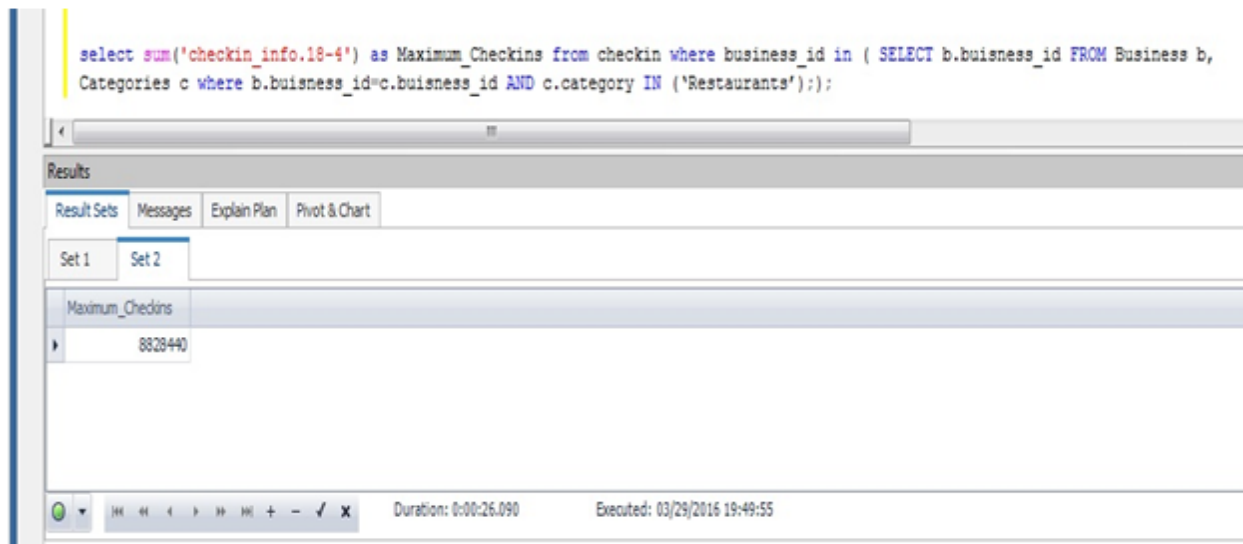 select sum('checkin_info.18-4') as Maximum_Checkins from checkin where business_id in ( SELECT b.buisness_id FROM Business b,
Categories c where b.buisness_id=c.buisness_id AND c.category IN (‘Restaurants’););
Results
Result Sets Messages Explain Plan Pivot & Chart
Set 1 Set 2
Maximum_Checkins
8828440
Duration: 0:00:26.090 Executed: 03/29/2016 19:49:55